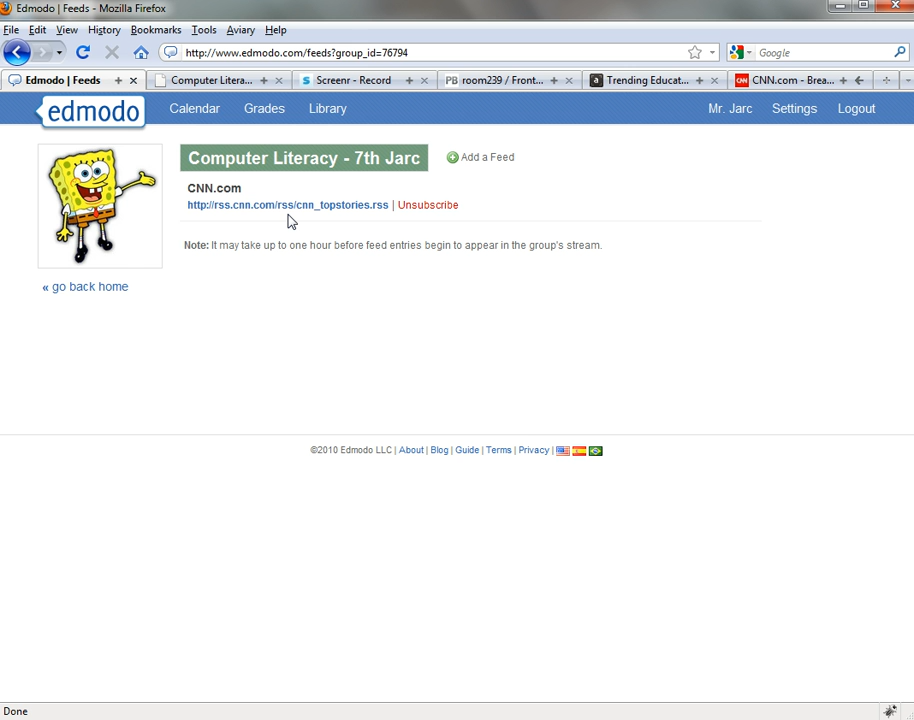 Edmodo | Feeds - Mozilla Firefox
File Edit View History Bookmarks Tools Aviary Help
http://www.edmodo.com/feeds?group_id=76794
Google
Edmodo | Feeds
Computer Litera...
Screenr - Record
room239 / Front...
Trending Educat...
CNN.com - Brea...
edmodo
Calendar Grades Library Mr. Jarc Settings Logout
Computer Literacy - 7th Jarc
Add a Feed
CNN.com
http://rss.cnn.com/rss/cnn_topstories.rss | Unsubscribe
Note: It may take up to one hour before feed entries begin to appear in the group's stream.
« go back home
©2010 Edmodo LLC | About | Blog | Guide | Terms | Privacy |
Done